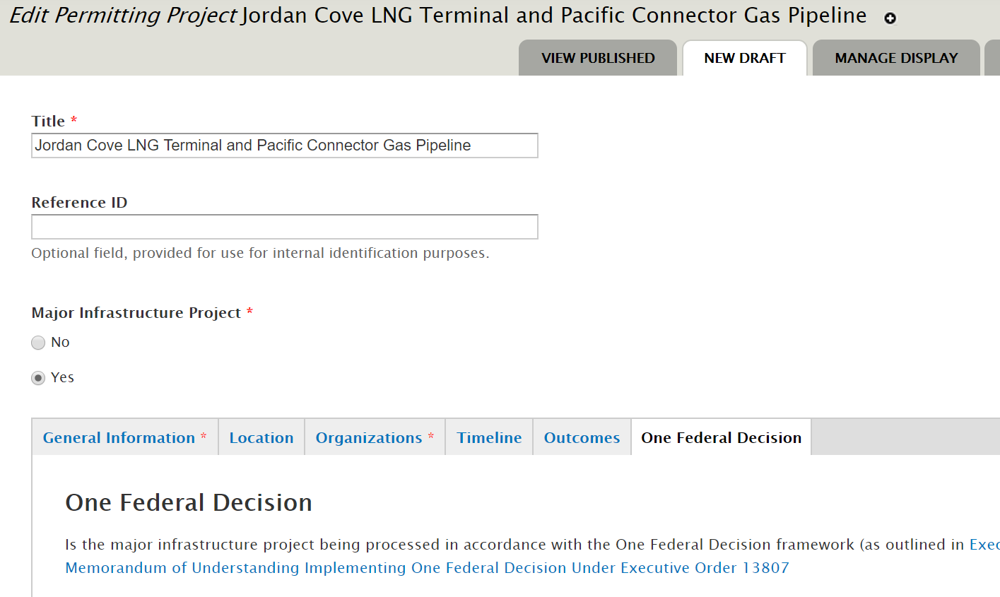 Edit Permitting Project Jordan Cove LNG Terminal and Pacific Connector Gas Pipeline
VIEW PUBLISHED NEW DRAFT MANAGE DISPLAY
Title *
Jordan Cove LNG Terminal and Pacific Connector Gas Pipeline
Reference ID
Optional field, provided for use for internal identification purposes.
Major Infrastructure Project *
No
Yes
General Information * Location Organizations * Timeline Outcomes One Federal Decision
One Federal Decision
Is the major infrastructure project being processed in accordance with the One Federal Decision framework (as outlined in
Memorandum of Understanding Implementing One Federal Decision Under Executive Order 13807